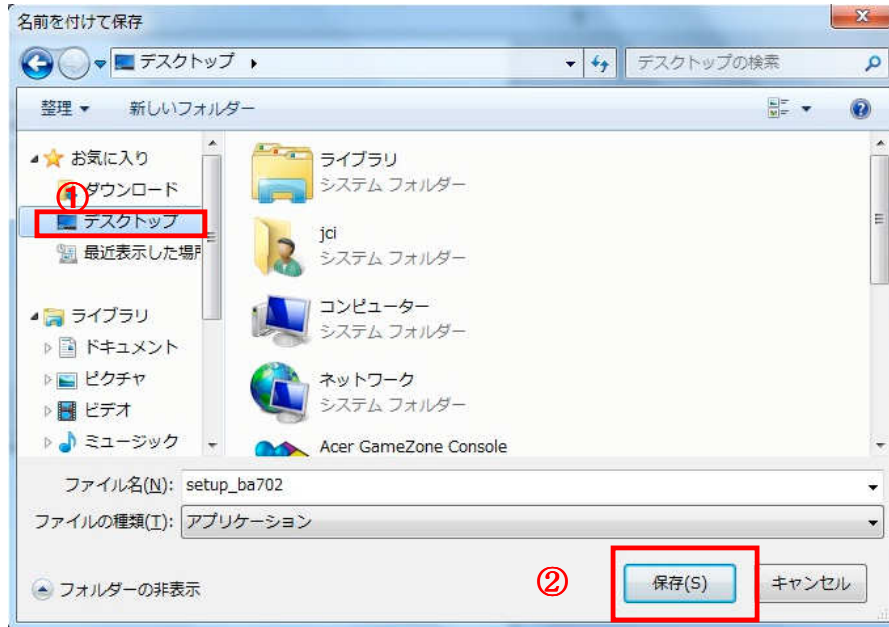 名前を付けて保存
デスクトップ
デスクトップの検索
整理
新しいフォルダー
お気に入り
ダウンロード
①
デスクトップ
最近表示した場所
ライブラリ
ドキュメント
ピクチャ
ビデオ
ミュージック
ライブラリ
システム フォルダー
jci
システム フォルダー
コンピューター
システム フォルダー
ネットワーク
システム フォルダー
Acer GameZone Console
ファイル名(N): setup_ba702
ファイルの種類(T): アプリケーション
フォルダーの非表示
②
保存(S)
キャンセル